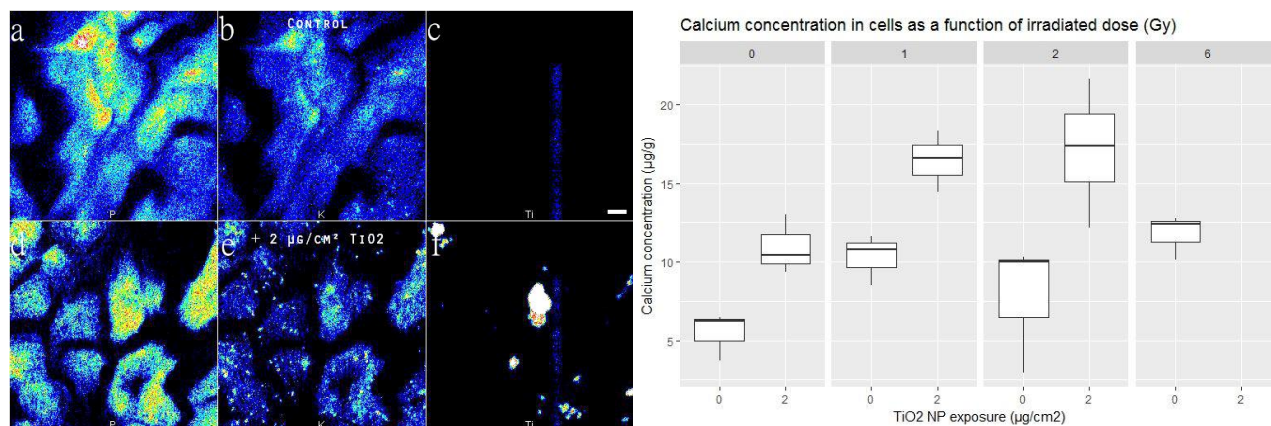 a
b
CONTROL
c
P
K
Ti
d
e
+ 2 µG/CM² TIO2
f
P
K
Ti
Calcium concentration in cells as a function of irradiated dose (Gy)
0
1
2
6
Calcium concentration (µg/g)
20
15
10
5
0
2
0
2
0
2
0
2
TiO2 NP exposure (µg/cm2)